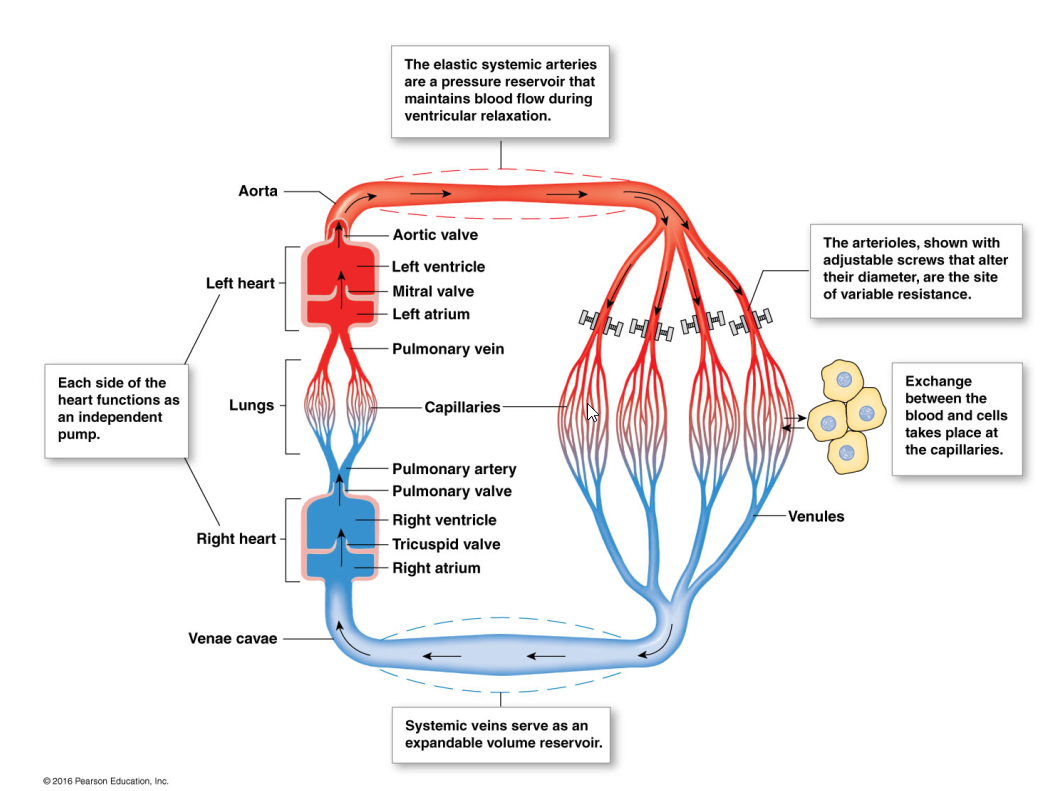 The elastic systemic arteries
are a pressure reservoir that
maintains blood flow during
ventricular relaxation.
Aorta
Aortic valve
Left heart
Left ventricle
Mitral valve
Left atrium
The arterioles, shown with
adjustable screws that alter
their diameter, are the site
of variable resistance.
Pulmonary vein
Each side of the
heart functions as
an independent
pump.
Lungs
Capillaries
Exchange
between the
blood and cells
takes place at
the capillaries.
Pulmonary artery
Pulmonary valve
Right heart
Right ventricle
Tricuspid valve
Right atrium
Venules
Venae cavae
Systemic veins serve as an
expandable volume reservoir.
© 2016 Pearson Education, Inc.